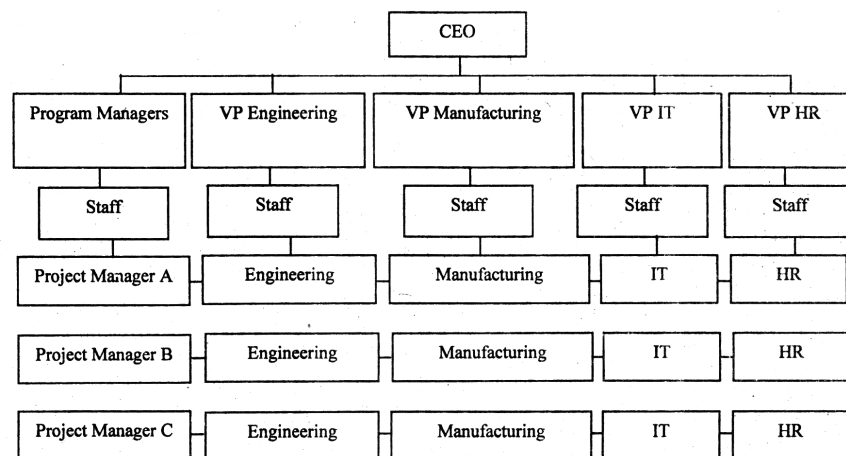 CEO
Program Managers VP Engineering VP Manufacturing VP IT VP HR
Staff Staff Staff Staff Staff
Project Manager A Engineering Manufacturing IT HR
Project Manager B Engineering Manufacturing IT HR
Project Manager C Engineering Manufacturing IT HR